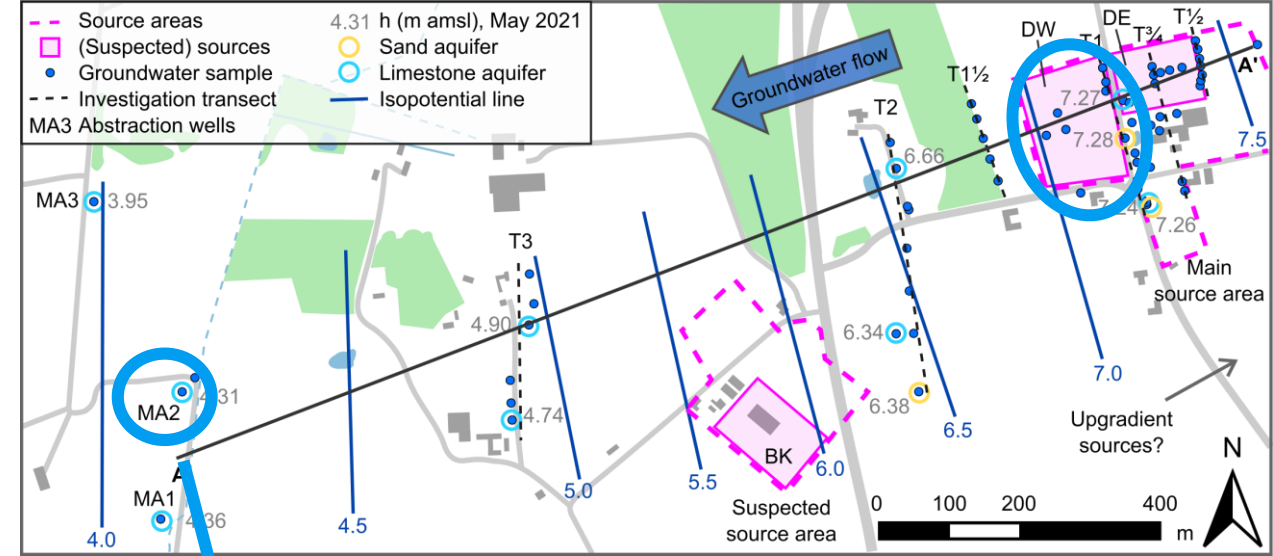 Source areas
(Suspected) sources
Groundwater sample
Investigation transect
MA3 Abstraction wells
4.31 h (m amsl), May 2021
Sand aquifer
Limestone aquifer
Isopotential line
Groundwater flow
DW
DE
T1
T¾
T½
A'
T1½
T2
7.27
7.28
7.5
6.66
MA3
3.95
7.24
7.26
T3
Main
source area
4.90
6.34
7.0
MA2
4.31
6.38
4.74
Upgradient
sources?
6.5
BK
6.0
N
A
5.5
5.0
MA1
4.36
4.5
4.0
Suspected
source area
0 100 200 400
m